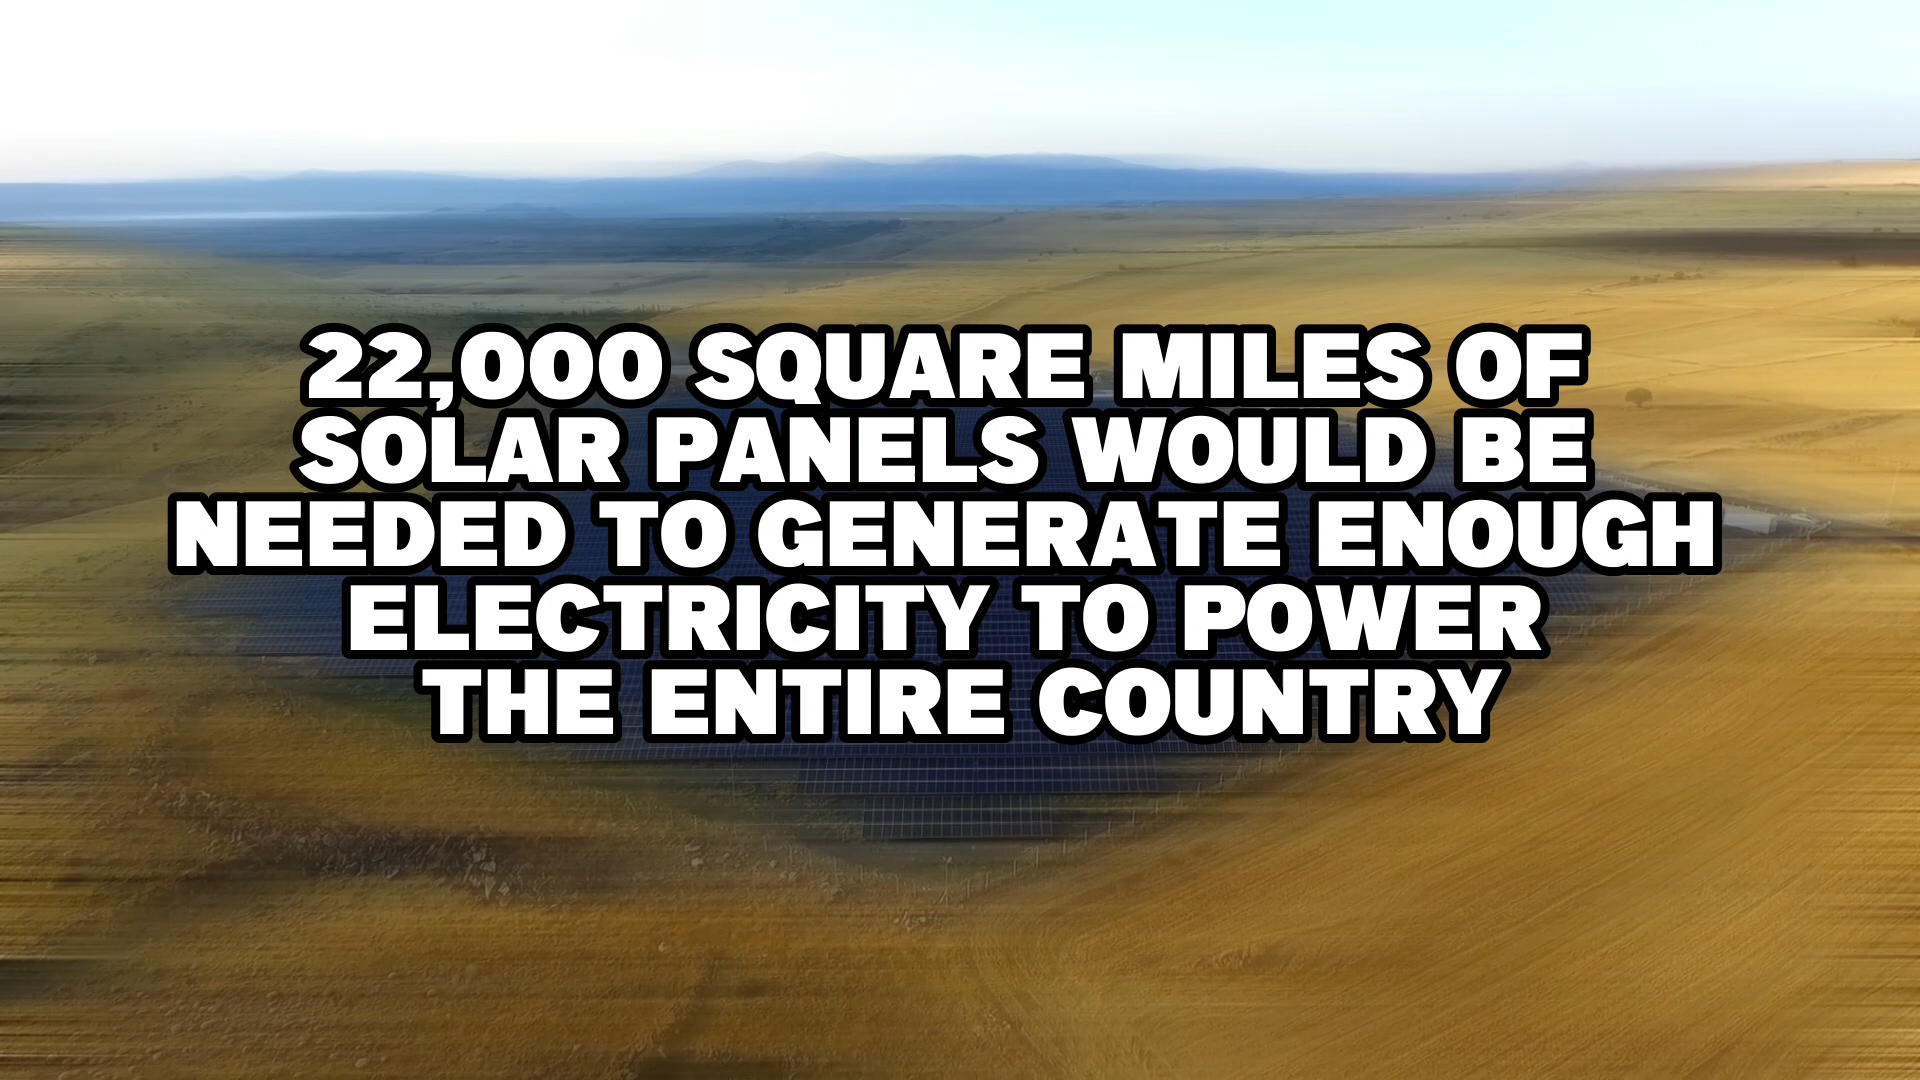 22,000 SQUARE MILES OF
SOLAR PANELS WOULD BE
NEEDED TO GENERATE ENOUGH
ELECTRICITY TO POWER
THE ENTIRE COUNTRY